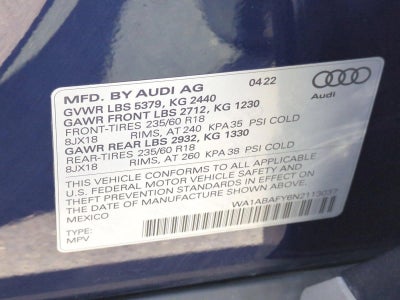 MFD. BY AUDI AG 04 22
GVWR LBS 5379, KG 2440
GAWR FRONT LBS 2712, KG 1230
FRONT-TIRES 235/60 R18
8JX18 RIMS, AT 240 KPA 35 PSI COLD
GAWR REAR LBS 2932, KG 1330
REAR-TIRES 235/60 R18
8JX18 RIMS, AT 260 KPA 38 PSI COLD
THIS VEHICLE CONFORMS TO ALL APPLICABLE
U.S. FEDERAL MOTOR VEHICLE SAFETY AND
THEFT PREVENTION STANDARDS IN EFFECT
ON THE DATE OF MANUFACTURE SHOWN ABOVE
MEXICO
WA1ABAFY6N2113037
TYPE:
MPV
Audi